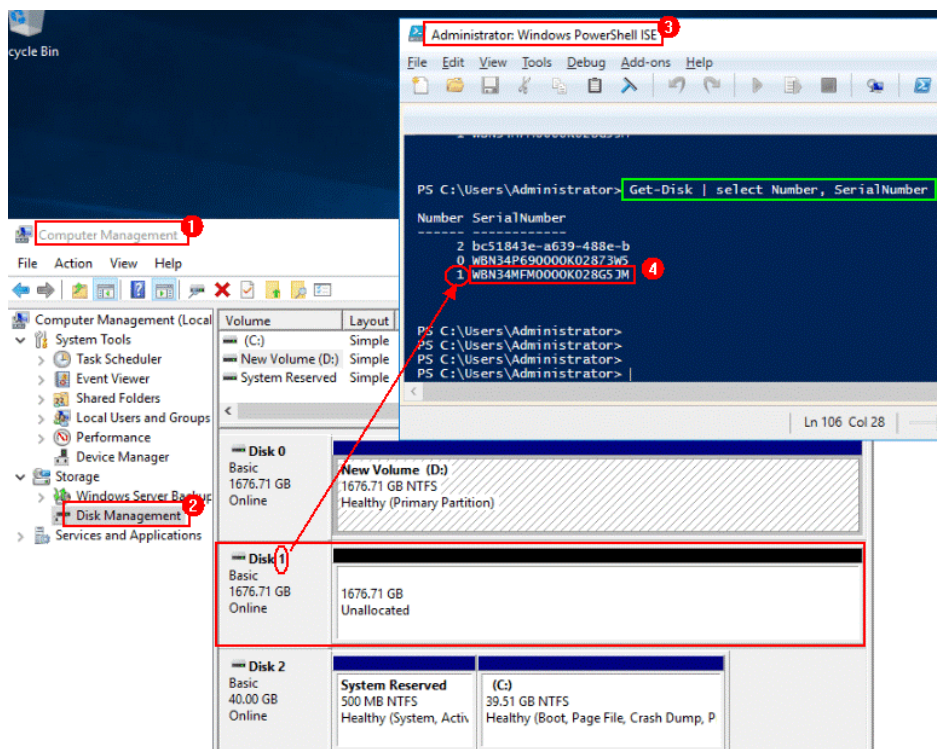 cycle Bin
Administrator: Windows PowerShell ISE
3
File Edit View Tools Debug Add-ons Help
PS C:\Users\Administrator> Get-Disk | select Number, SerialNumber
Number SerialNumber
------ ------------
2 bc51843e-a639-488e-b
0 WBN34P690000K02873W5
1 WBN34MFM0000K028G5JM
4
PS C:\Users\Administrator>
PS C:\Users\Administrator>
PS C:\Users\Administrator>
PS C:\Users\Administrator>
Ln 106 Col 28
Computer Management
1
File Action View Help
Computer Management (Local
System Tools
Task Scheduler
Event Viewer
Shared Folders
Local Users and Groups
Performance
Device Manager
Storage
Windows Server Backup
Disk Management
2
Services and Applications
Volume Layout
(C:) Simple
New Volume (D:) Simple
System Reserved Simple
Disk 0
Basic
1676.71 GB
Online
New Volume (D:)
1676.71 GB NTFS
Healthy (Primary Partition)
Disk 1
Basic
1676.71 GB
Online
1676.71 GB
Unallocated
Disk 2
Basic
40.00 GB
Online
System Reserved
500 MB NTFS
Healthy (System, Activ
(C:)
39.51 GB NTFS
Healthy (Boot, Page File, Crash Dump, P